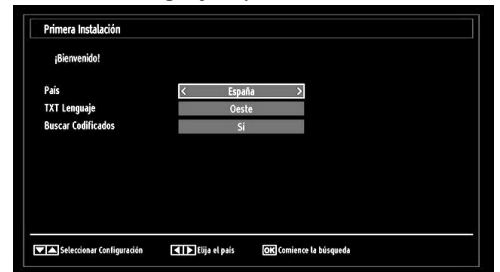 Primera Instalación
¡Bienvenido!
País < España >
TXT Lenguaje Oeste
Buscar Codificados Sí
Seleccionar Configuración Elija el país OK Comience la búsqueda